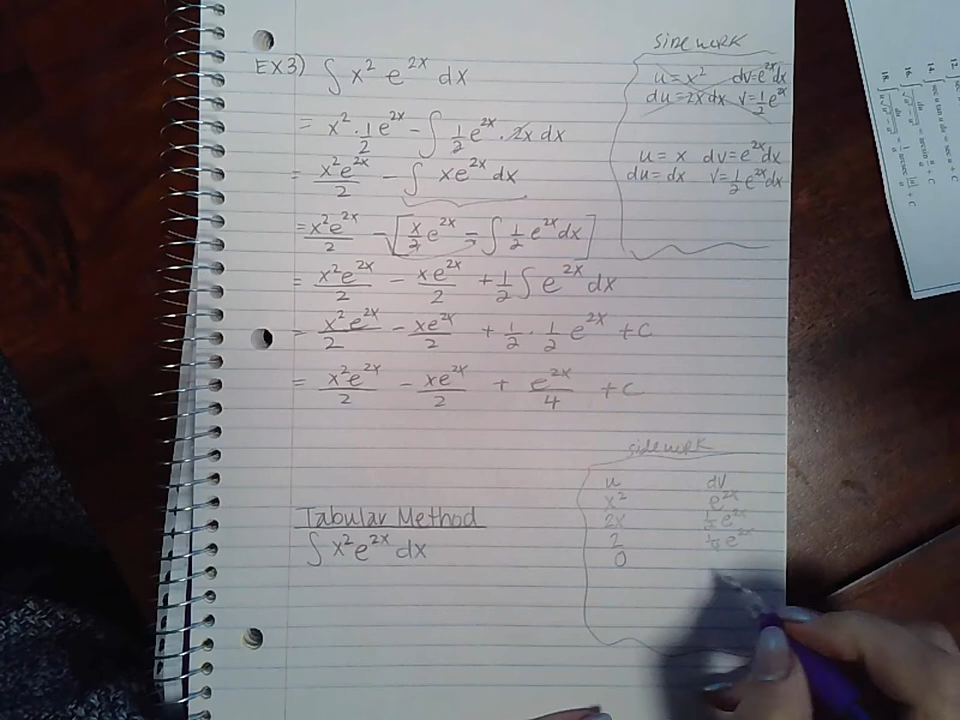 EX3) ∫ x² e^{2x} dx
= x² · 1/2 e^{2x} - ∫ 1/2 e^{2x} · 2x dx
= x²e^{2x}/2 - ∫ xe^{2x} dx
= x²e^{2x}/2 - [x/2 e^{2x} - ∫ 1/2 e^{2x} dx]
= x²e^{2x}/2 - xe^{2x}/2 + 1/2 ∫ e^{2x} dx
= x²e^{2x}/2 - xe^{2x}/2 + 1/2 · 1/2 e^{2x} + C
= x²e^{2x}/2 - xe^{2x}/2 + e^{2x}/4 + C
sidework
u = x² dv = e^{2x}dx
du = 2x dx v = 1/2 e^{2x}
u = x dv = e^{2x}dx
du = dx v = 1/2 e^{2x}dx
Tabular Method
∫ x²e^{2x} dx
sidework
u dv
x² e^{2x}
2x 1/2 e^{2x}
2 1/4 e^{2x}
0